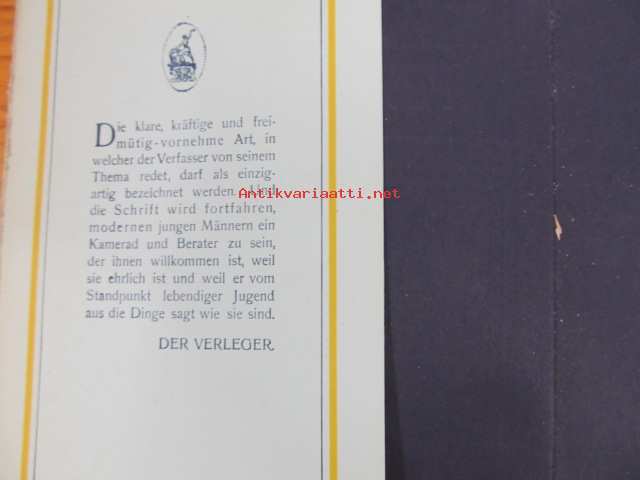 Die klare, kräftige und frei-
mütig-vornehme Art, in
welcher der Verfasser von seinem
Thema redet, darf als einzig-
artig bezeichnet werden. Und
die Schrift wird fortfahren,
modernen jungen Männern ein
Kamerad und Berater zu sein,
der ihnen willkommen ist, weil
sie ehrlich ist und weil er vom
Standpunkt lebendiger Jugend
aus die Dinge sagt wie sie sind.
DER VERLEGER.
Antikvariaatti.net